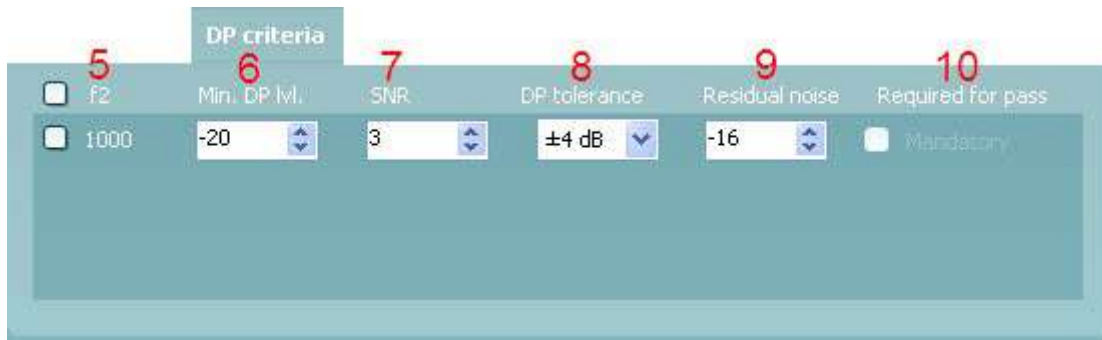 DP criteria
5 6 7 8 9 10
f2 Min. DP lvl. SNR DP tolerance Residual noise Required for pass
1000 -20 3 ±4 dB -16 Mandatory